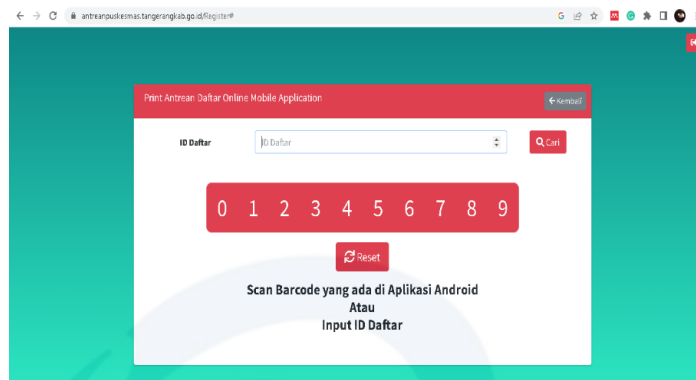 antreanpuskesmas.tangerangkab.go.id/Register#
Print Antrean Daftar Online Mobile Application
Kembali
ID Daftar
ID Daftar
Cari
0 1 2 3 4 5 6 7 8 9
Reset
Scan Barcode yang ada di Aplikasi Android
Atau
Input ID Daftar